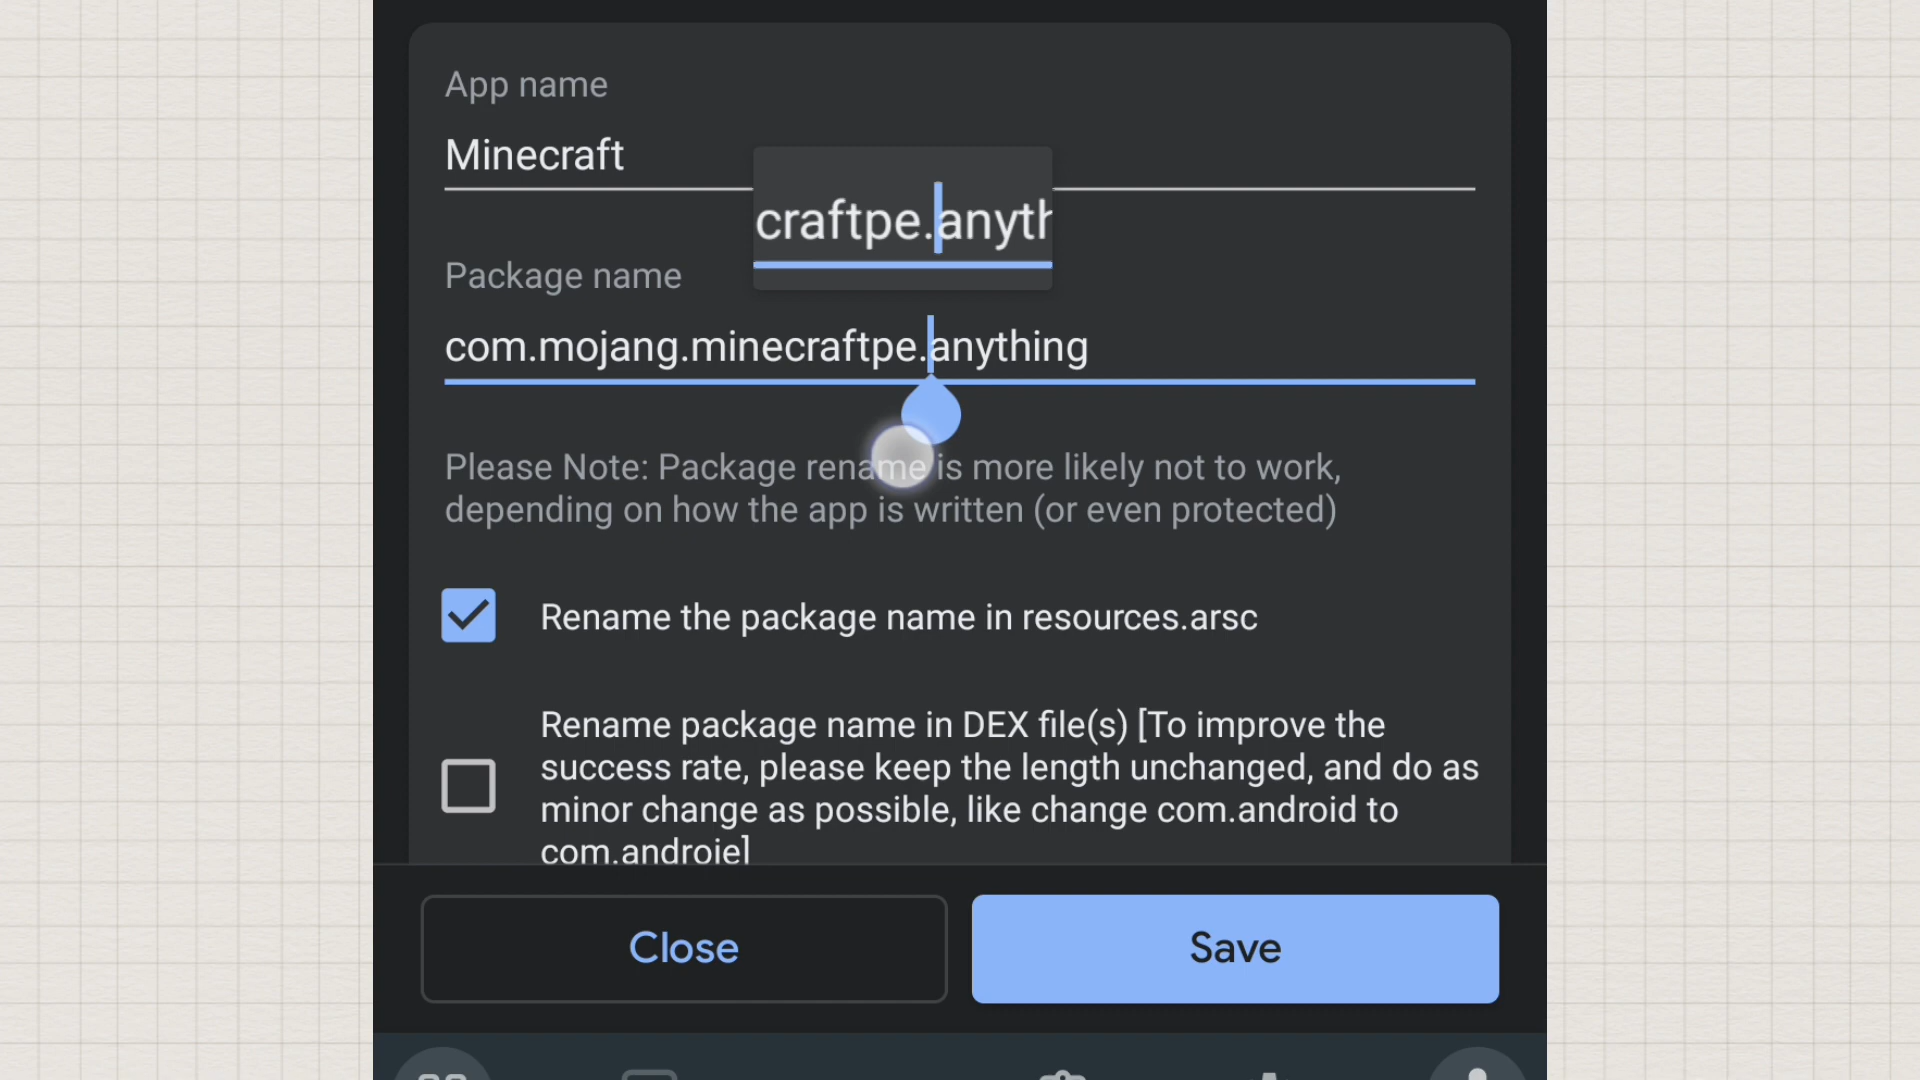 App name
Minecraft
craftpe.anyth
Package name
com.mojang.minecraftpe.anything
Please Note: Package rename is more likely not to work,
depending on how the app is written (or even protected)
Rename the package name in resources.arsc
Rename package name in DEX file(s) [To improve the
success rate, please keep the length unchanged, and do as
minor change as possible, like change com.android to
com.androie]
Close
Save